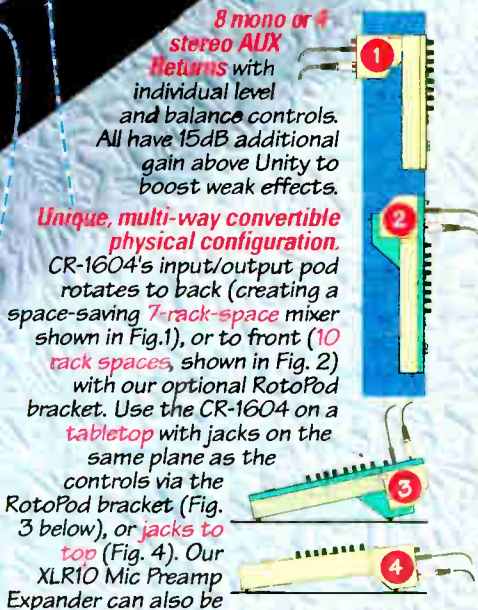 8 mono or 4
stereo AUX
Returns with
individual level
and balance controls.
All have 15dB additional
gain above Unity to
boost weak effects.
Unique, multi-way convertible
physical configuration.
CR-1604's input/output pod
rotates to back (creating a
space-saving 7-rack-space mixer
shown in Fig.1), or to front (10
rack spaces, shown in Fig. 2)
with our optional RotoPod
bracket. Use the CR-1604 on a
tabletop with jacks on the
same plane as the
controls via the
RotoPod bracket (Fig.
3 below), or jacks to
top (Fig. 4). Our
XLR10 Mic Preamp
Expander can also be
1
2
3
4